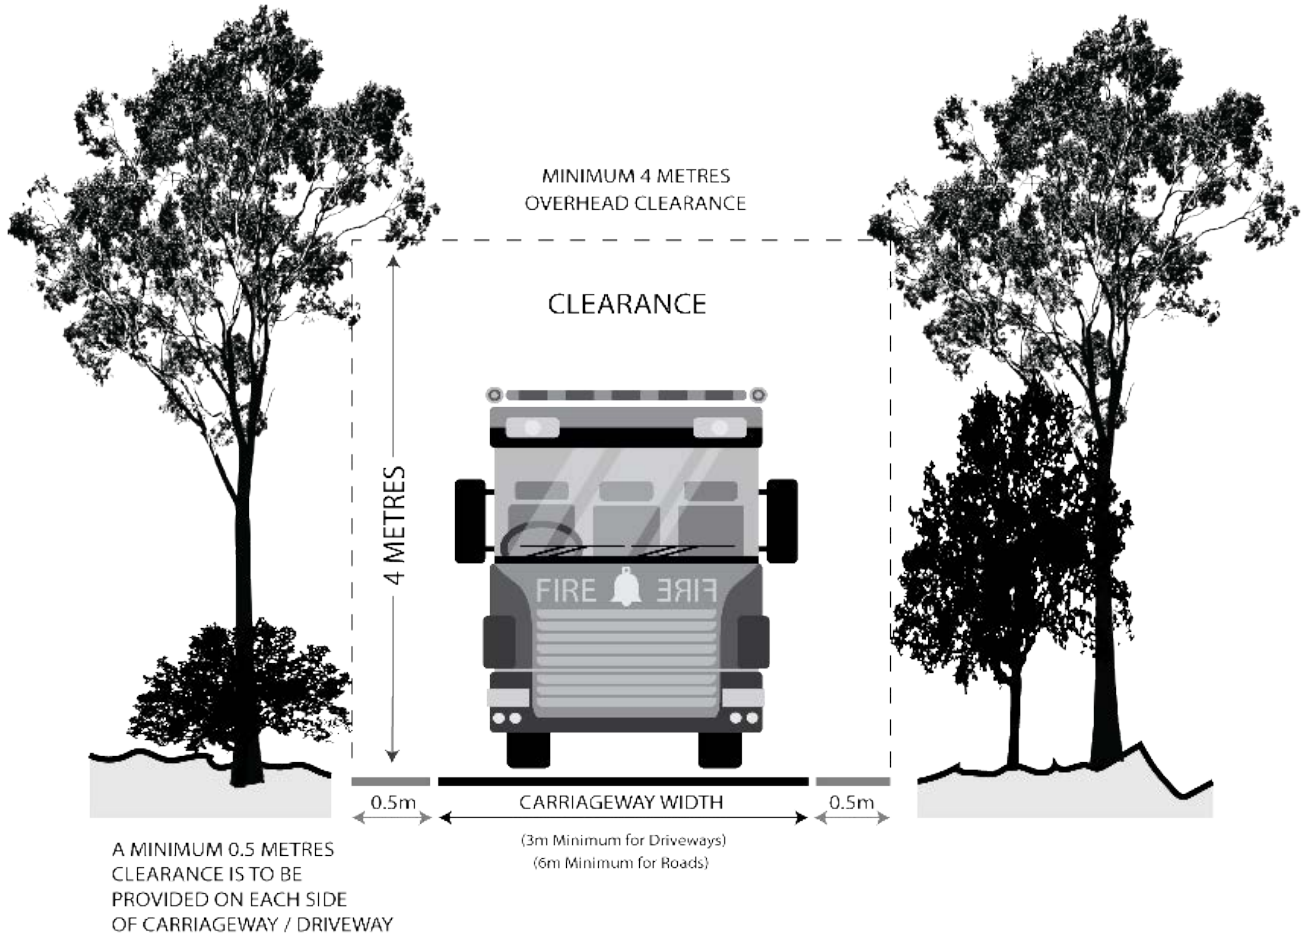 MINIMUM 4 METRES
OVERHEAD CLEARANCE
CLEARANCE
4 METRES
FIRE FIRE
0.5m
CARRIAGEWAY WIDTH
0.5m
(3m Minimum for Driveways)
(6m Minimum for Roads)
A MINIMUM 0.5 METRES
CLEARANCE IS TO BE
PROVIDED ON EACH SIDE
OF CARRIAGEWAY / DRIVEWAY